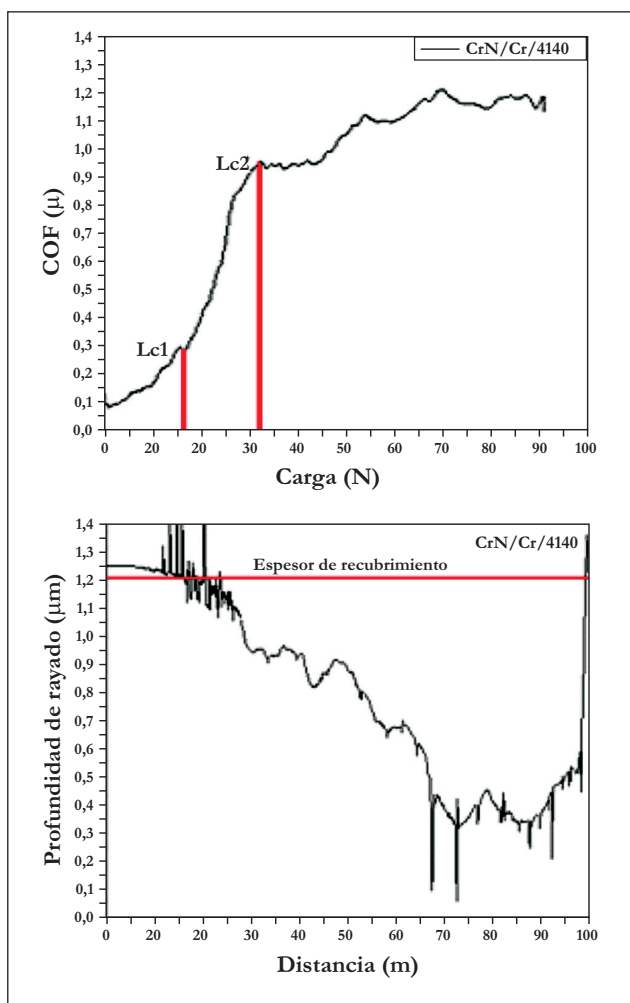 1,4
1,3
1,2
1,1
1,0
0,9
0,8
0,7
0,6
0,5
0,4
0,3
0,2
0,1
0,0
COF (μ)
CrN/Cr/4140
Lc2
Lc1
0 20 20 30 40 50 60 70 80 90 100
Carga (N)
1,4
1,3
1,2
1,1
1,0
0,9
0,8
0,7
0,6
0,5
0,4
0,3
0,2
0,1
0,0
Profundidad de rayado (μm)
CrN/Cr/4140
Espesor de recubrimiento
0 20 20 30 40 50 60 70 80 90 100
Distancia (m)